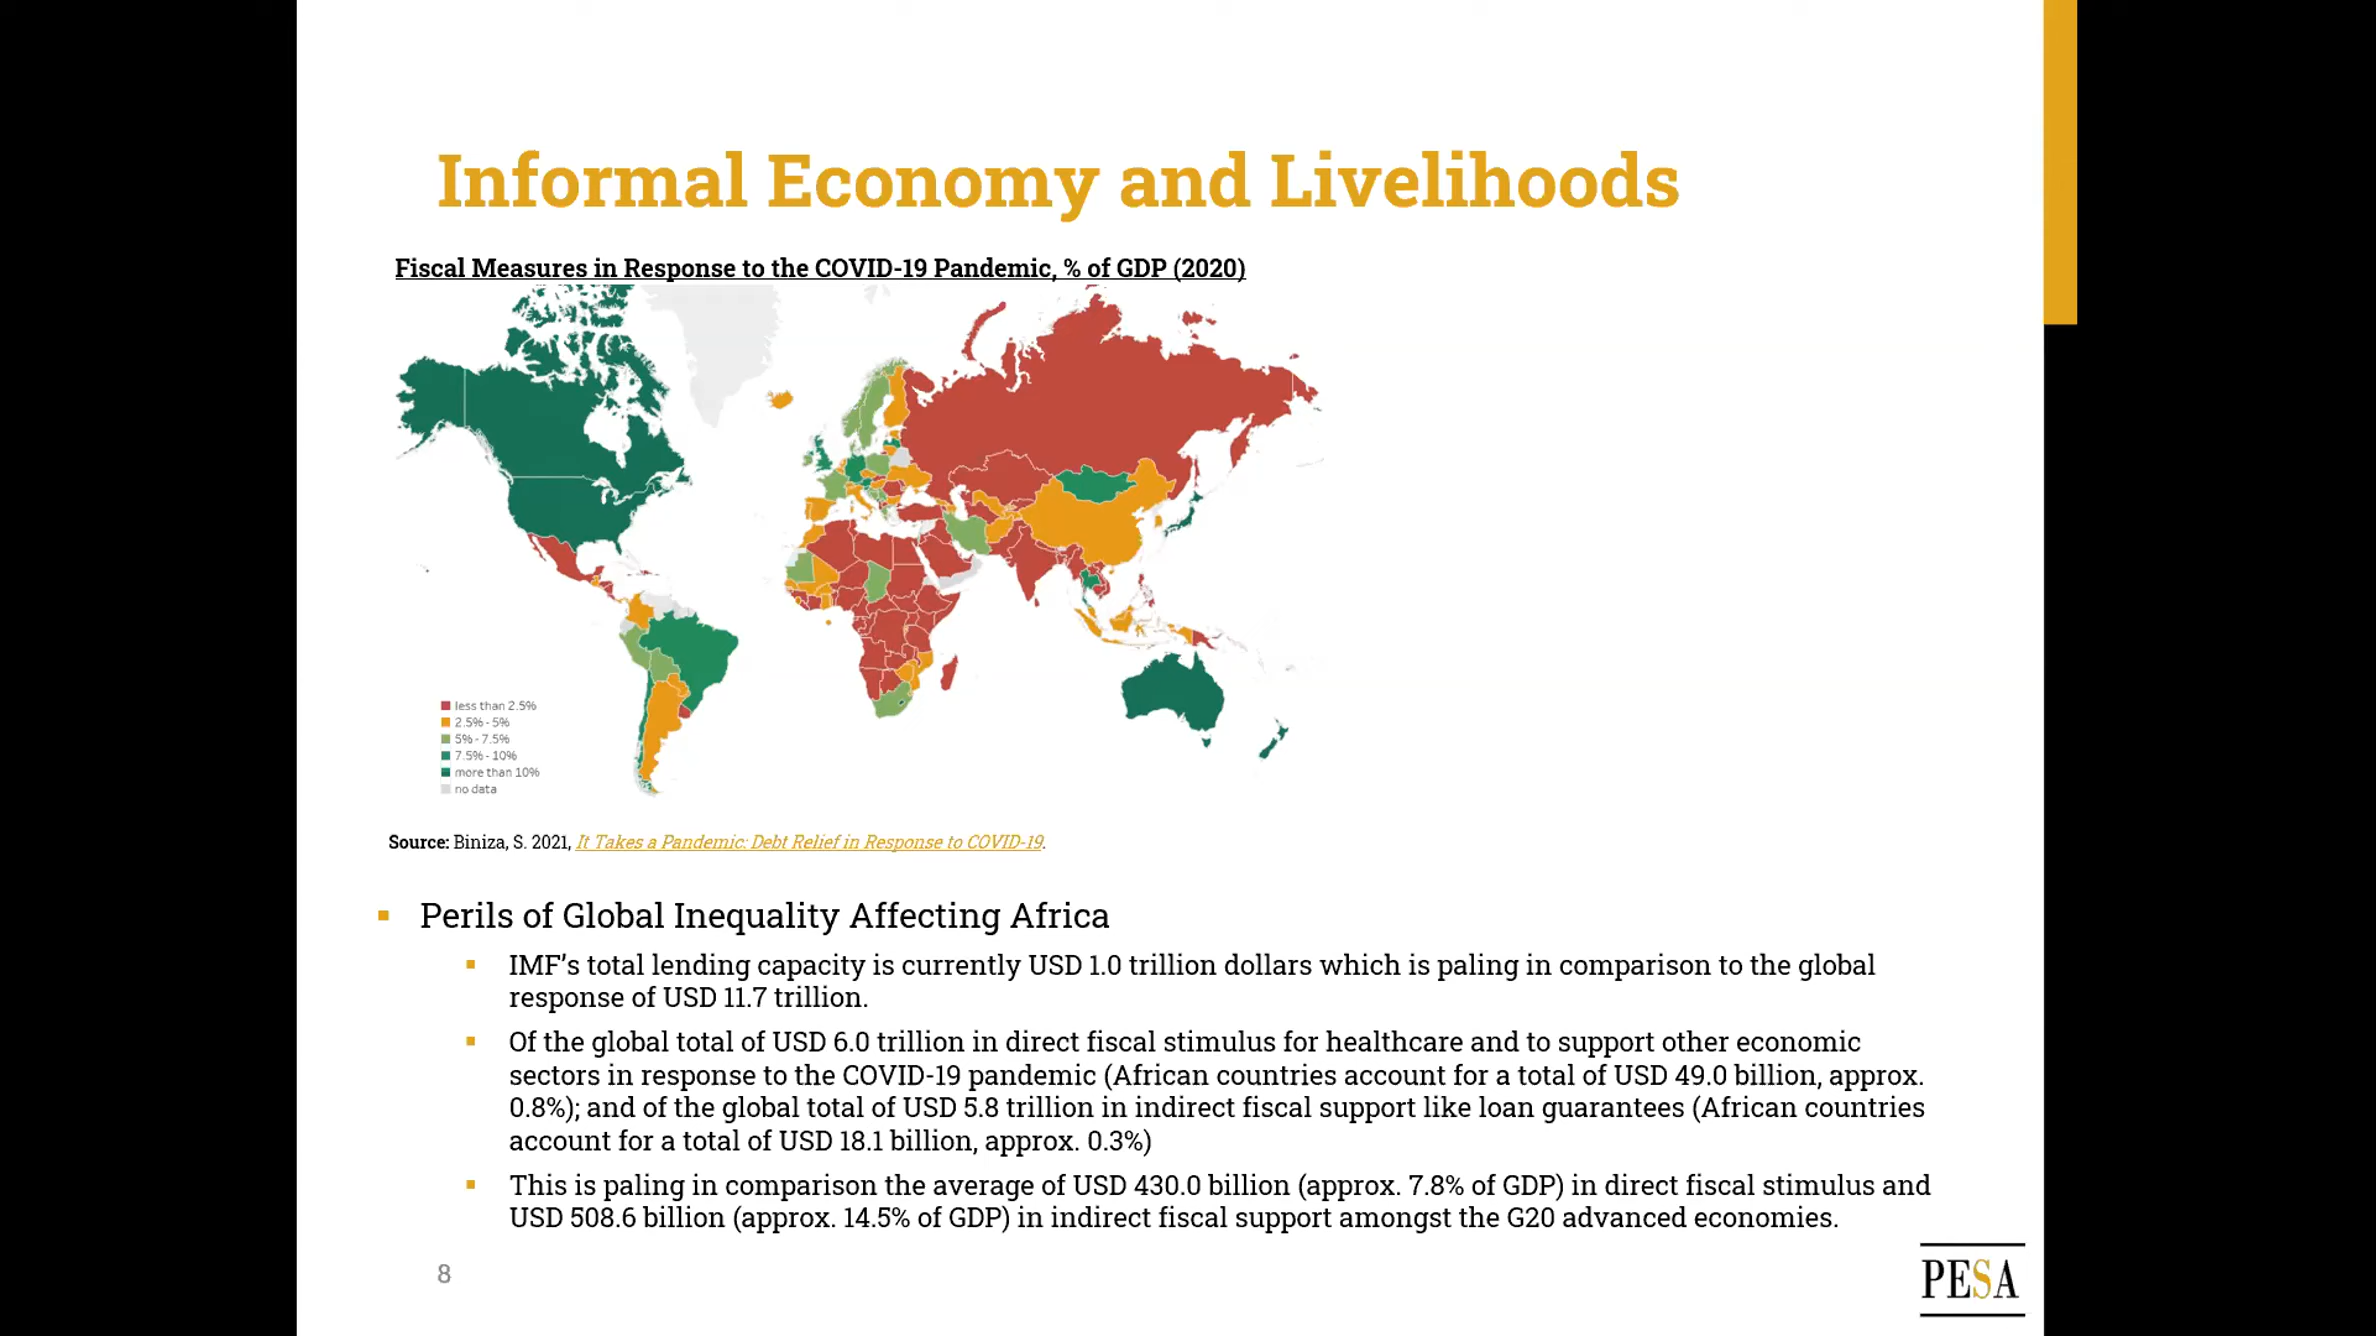 Informal Economy and Livelihoods
Fiscal Measures in Response to the COVID-19 Pandemic, % of GDP (2020)
less than 2.5%
2.5% - 5%
5% - 7.5%
7.5% - 10%
more than 10%
no data
Source: Biniza, S. 2021, It Takes a Pandemic: Debt Relief in Response to COVID-19.
▪ Perils of Global Inequality Affecting Africa
▪ IMF’s total lending capacity is currently USD 1.0 trillion dollars which is paling in comparison to the global
response of USD 11.7 trillion.
▪ Of the global total of USD 6.0 trillion in direct fiscal stimulus for healthcare and to support other economic
sectors in response to the COVID-19 pandemic (African countries account for a total of USD 49.0 billion, approx.
0.8%); and of the global total of USD 5.8 trillion in indirect fiscal support like loan guarantees (African countries
account for a total of USD 18.1 billion, approx. 0.3%)
▪ This is paling in comparison the average of USD 430.0 billion (approx. 7.8% of GDP) in direct fiscal stimulus and
USD 508.6 billion (approx. 14.5% of GDP) in indirect fiscal support amongst the G20 advanced economies.
8
PESA